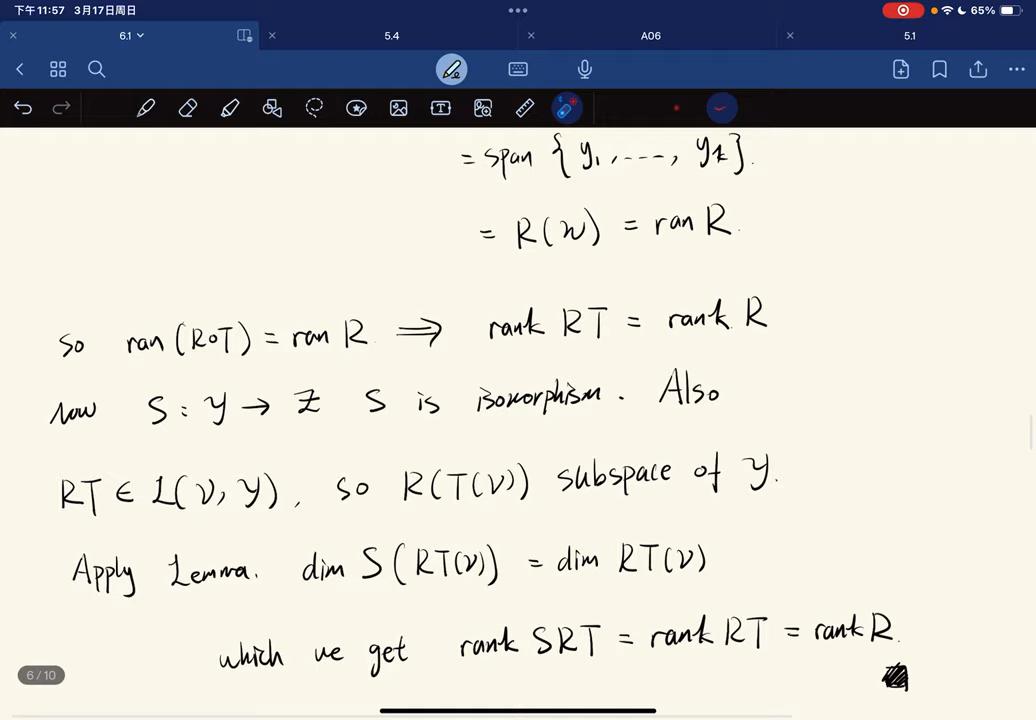 下午11:57 3月17日周日
65%
6.1
5.4
A06
5.1
= span {y₁, ----, yₖ}.
= R(W) = ran R.
So ran (R∘T) = ran R. ⟹ rank RT = rank R
now S : Y → Z S is isomorphism. Also
RT ∈ L(V, Y), so R(T(V)) subspace of Y.
Apply Lemma. dim S(RT(V)) = dim RT(V)
which we get rank SRT = rank RT = rank R.
6 / 10